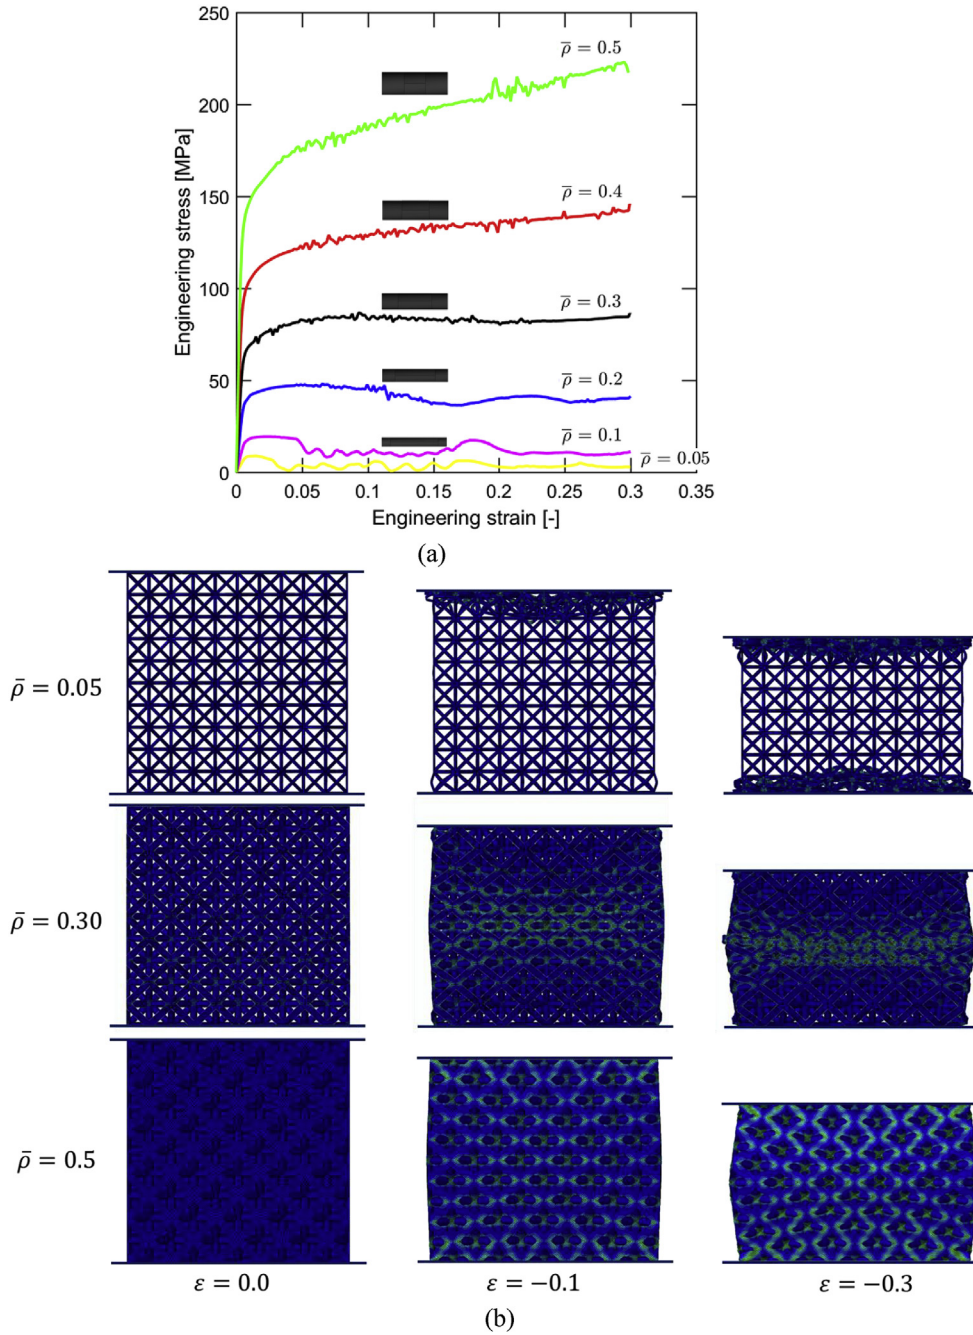 250
200
150
100
50
0
Engineering stress [MPa]
ρ̅ = 0.5
ρ̅ = 0.4
ρ̅ = 0.3
ρ̅ = 0.2
ρ̅ = 0.1
ρ̅ = 0.05
0 0.05 0.1 0.15 0.2 0.25 0.3 0.35
Engineering strain [-]
(a)
ρ̅ = 0.05
ρ̅ = 0.30
ρ̅ = 0.5
ε = 0.0 ε = −0.1 ε = −0.3
(b)